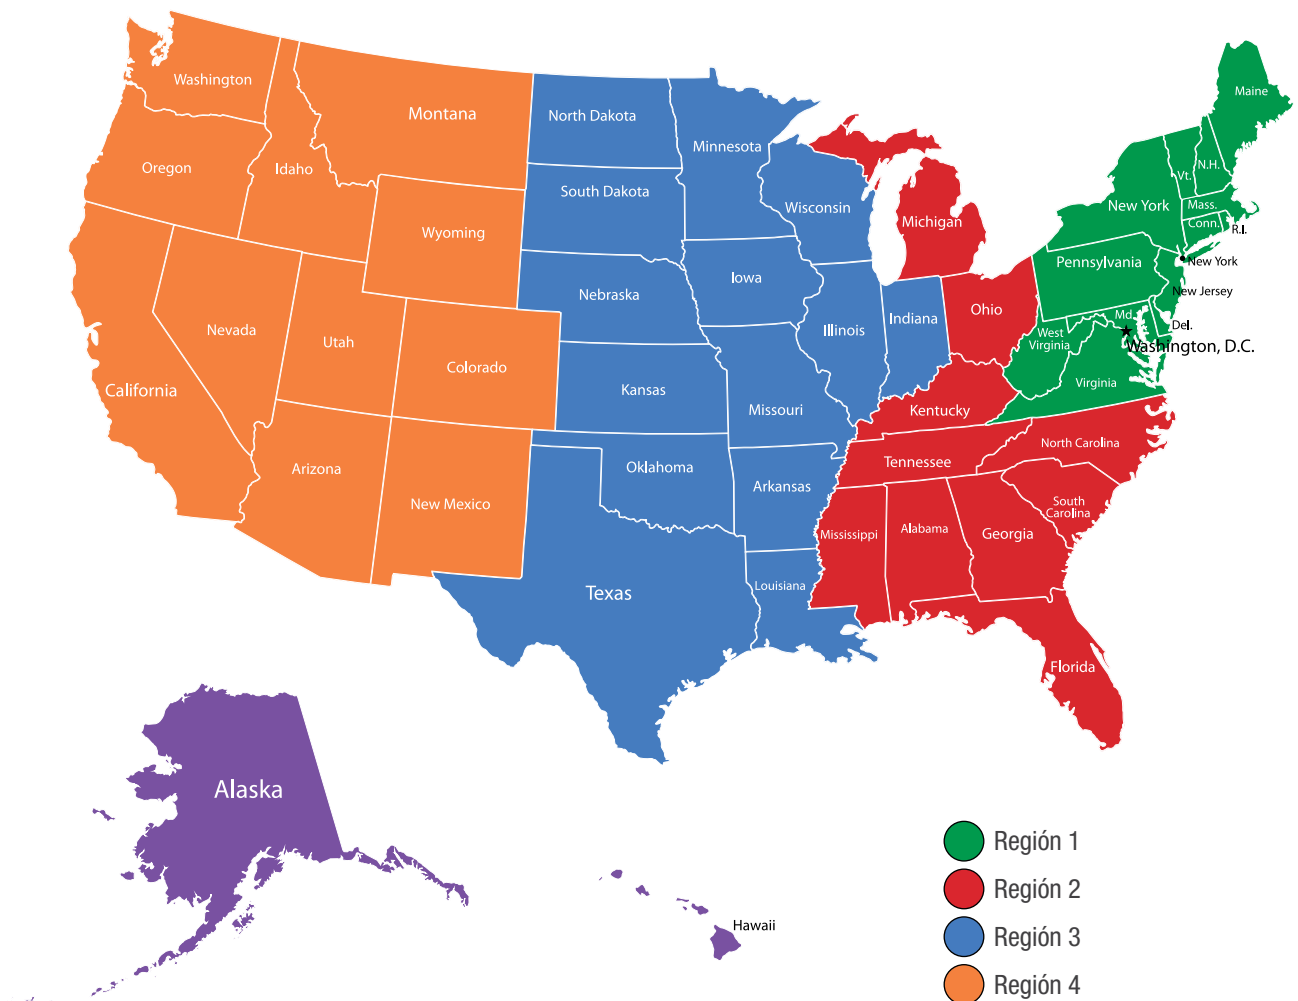 Washington
Montana
Oregon
Idaho
Wyoming
Nevada
Utah
Colorado
California
Arizona
New Mexico
North Dakota
South Dakota
Minnesota
Wisconsin
Nebraska
Iowa
Illinois
Indiana
Kansas
Missouri
Oklahoma
Arkansas
Texas
Louisiana
Michigan
Ohio
Kentucky
Tennessee
North Carolina
South
Carolina
Mississippi
Alabama
Georgia
Florida
Maine
Vt.
N.H.
New York
Mass.
Conn.
R.I.
Pennsylvania
New York
New Jersey
Md.
Del.
West
Virginia
Washington, D.C.
Virginia
Alaska
Hawaii
Región 1
Región 2
Región 3
Región 4